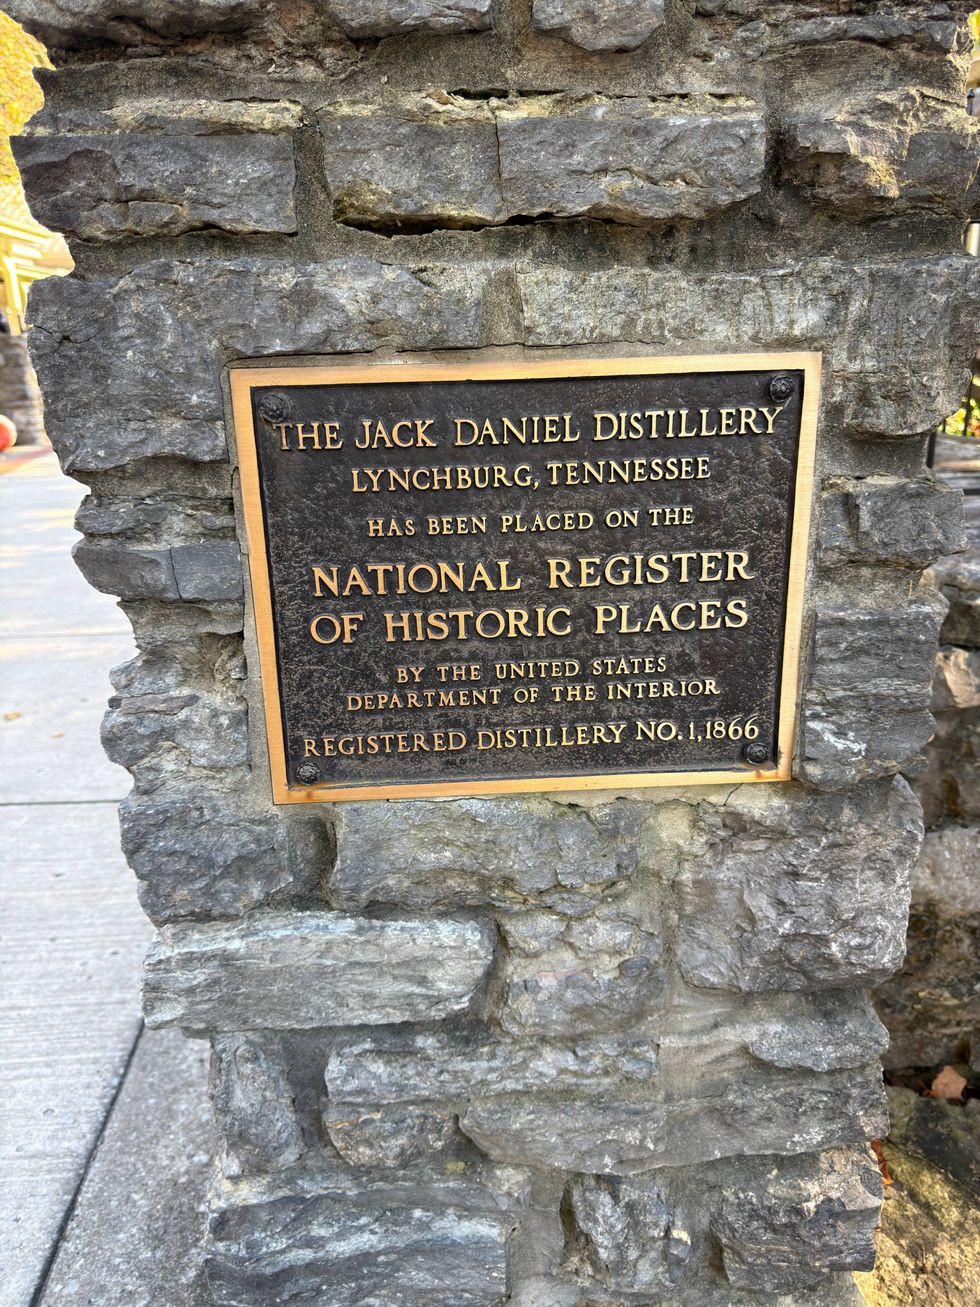 THE JACK DANIEL DISTILLERY
LYNCHBURG, TENNESSEE
HAS BEEN PLACED ON THE
NATIONAL REGISTER
OF HISTORIC PLACES
BY THE UNITED STATES
DEPARTMENT OF THE INTERIOR
REGISTERED DISTILLERY NO. 1, 1866